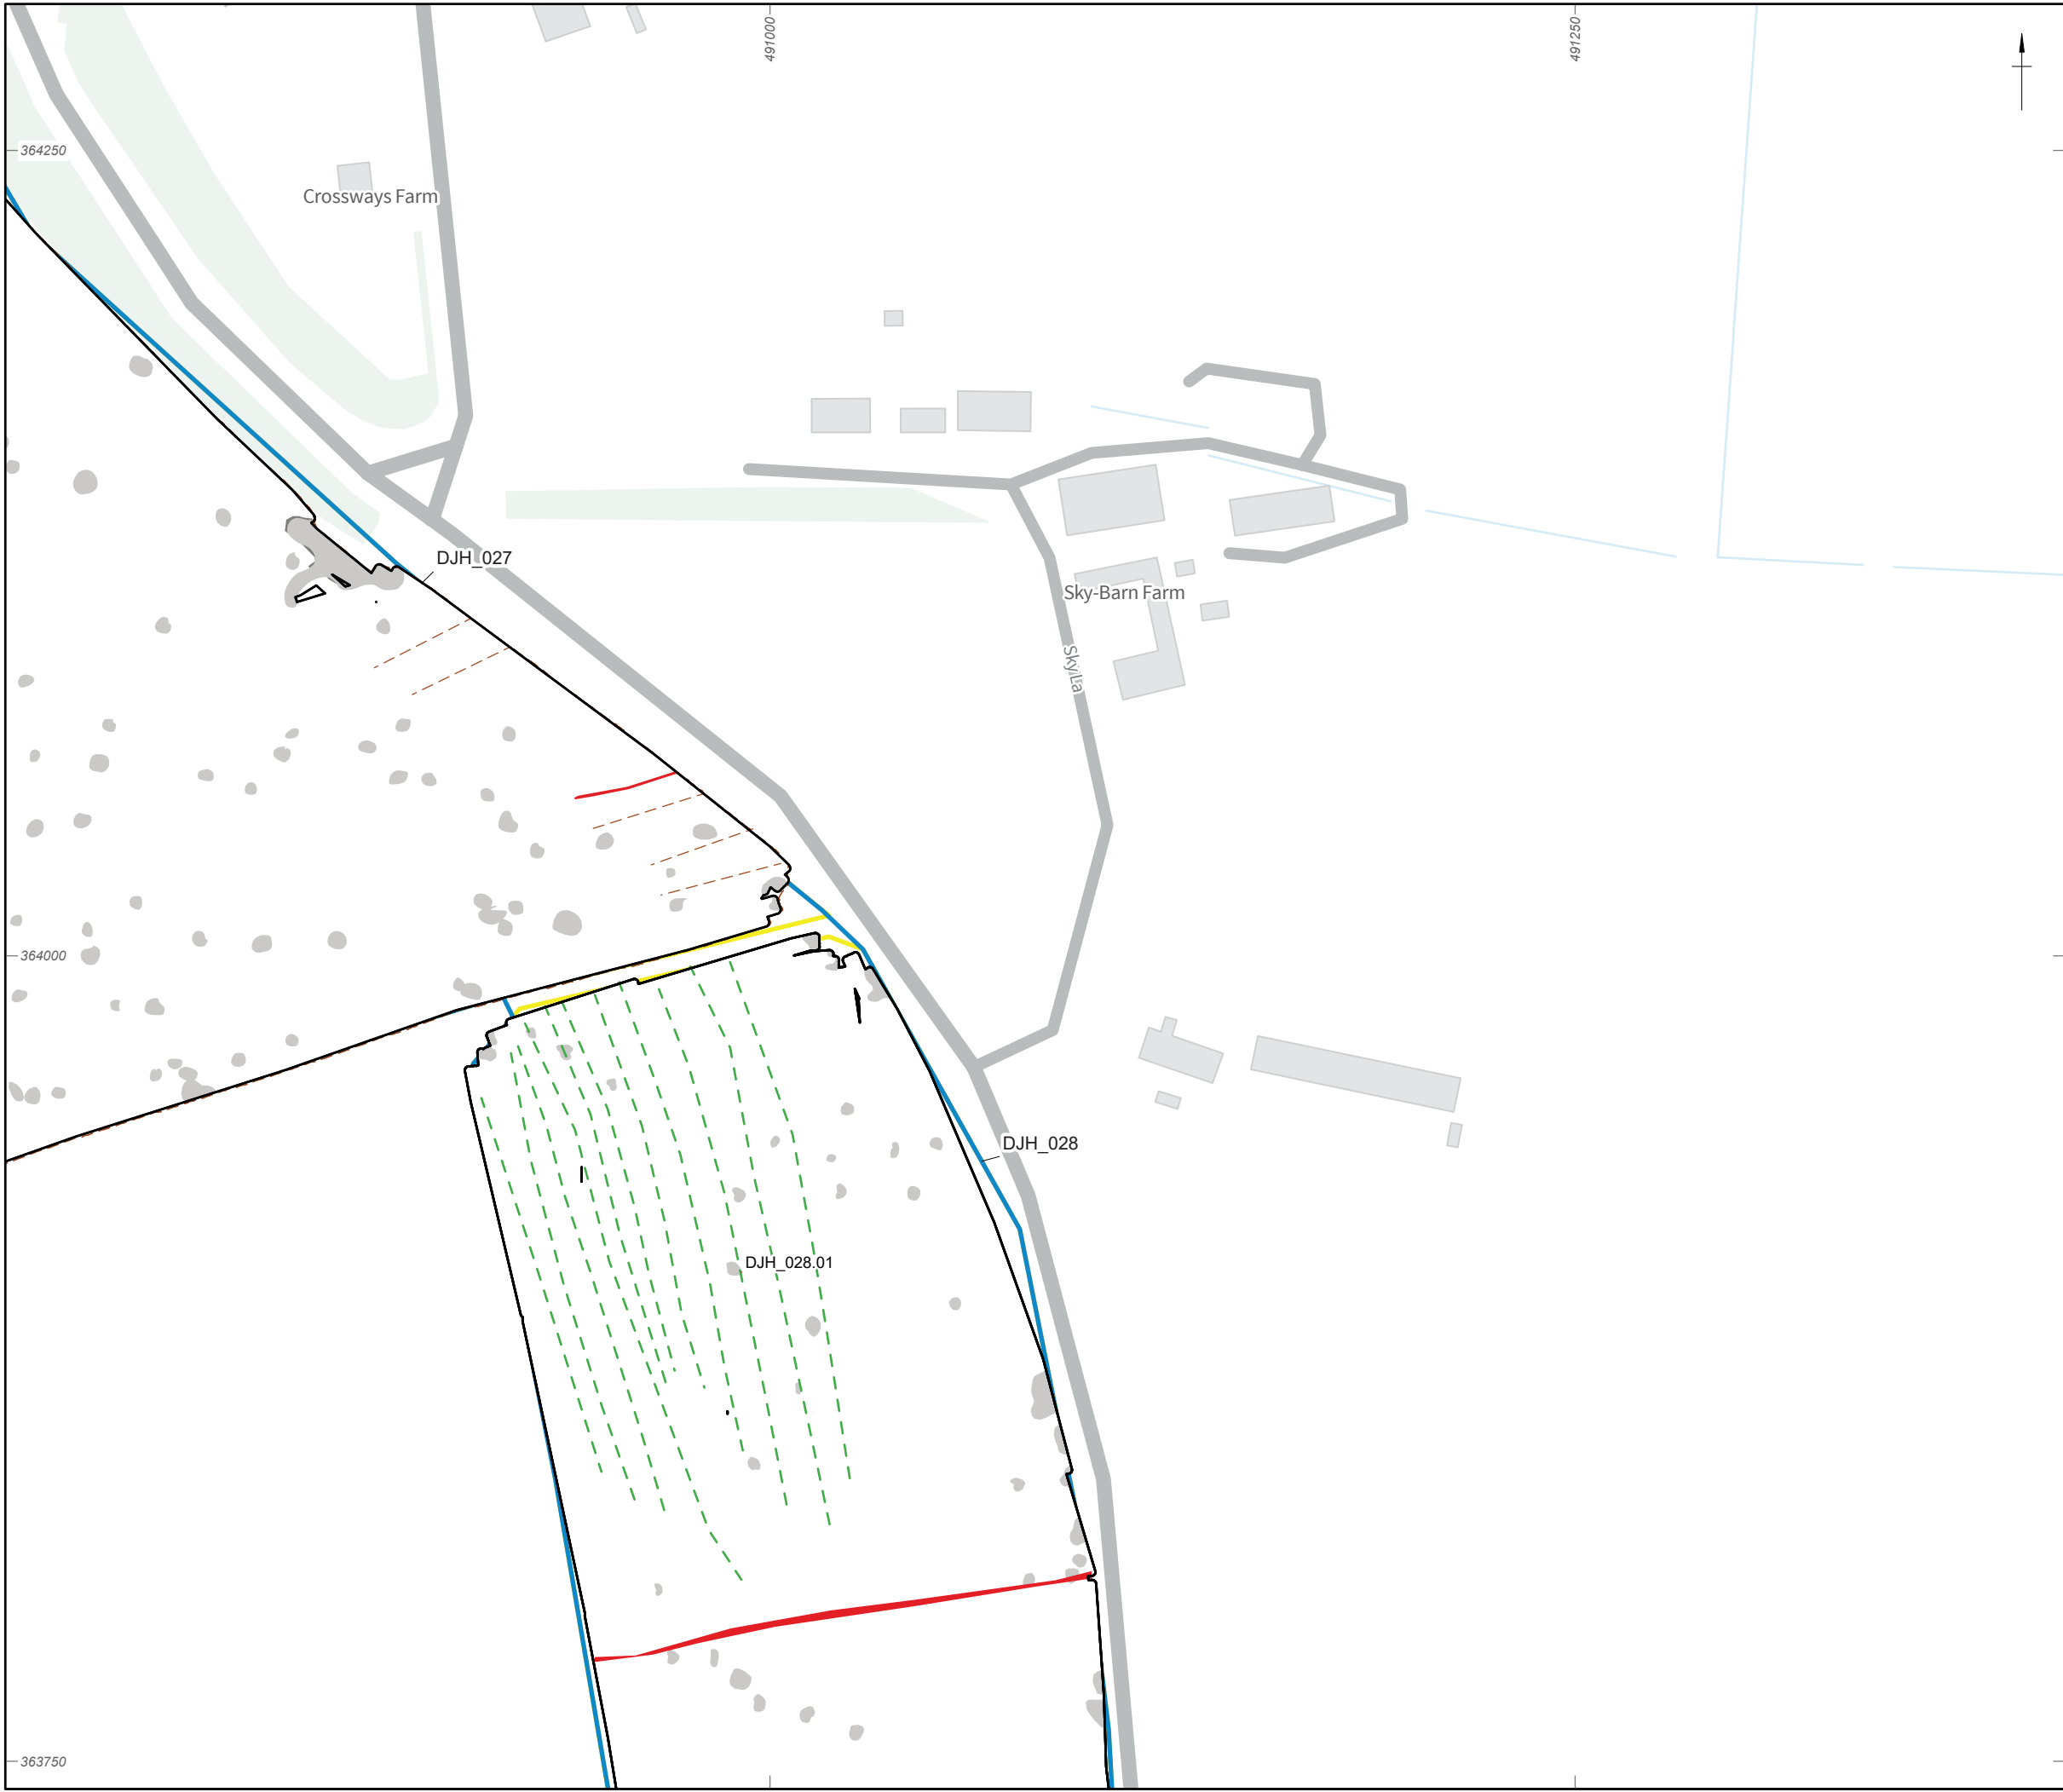 491000
491250
364250
Crossways Farm
DJH_027
Sky-Barn Farm
Sky La
364000
DJH_028
DJH_028.01
363750